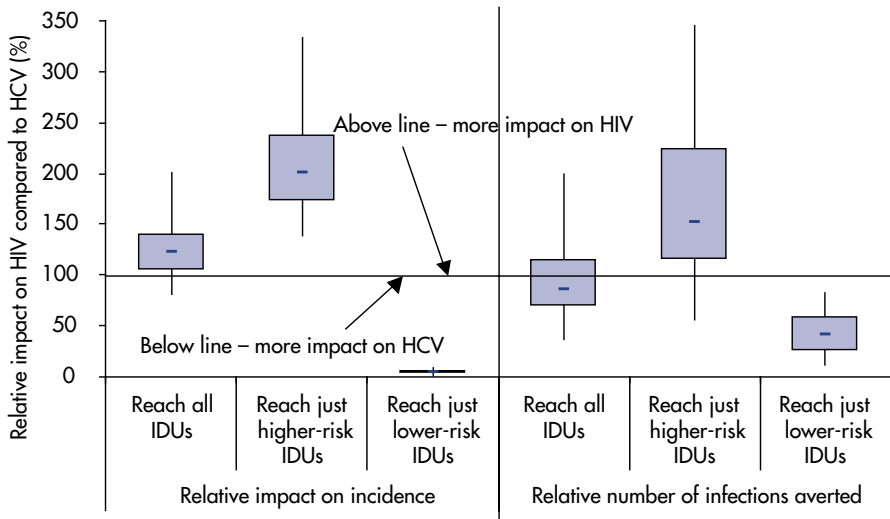 Relative impact on HIV compared to HCV (%)
350
300
250
200
150
100
50
0
Above line – more impact on HIV
Below line – more impact on HCV
Reach all
IDUs
Reach just
higher-risk
IDUs
Reach just
lower-risk
IDUs
Reach all
IDUs
Reach just
higher-risk
IDUs
Reach just
lower-risk
IDUs
Relative impact on incidence
Relative number of infections averted